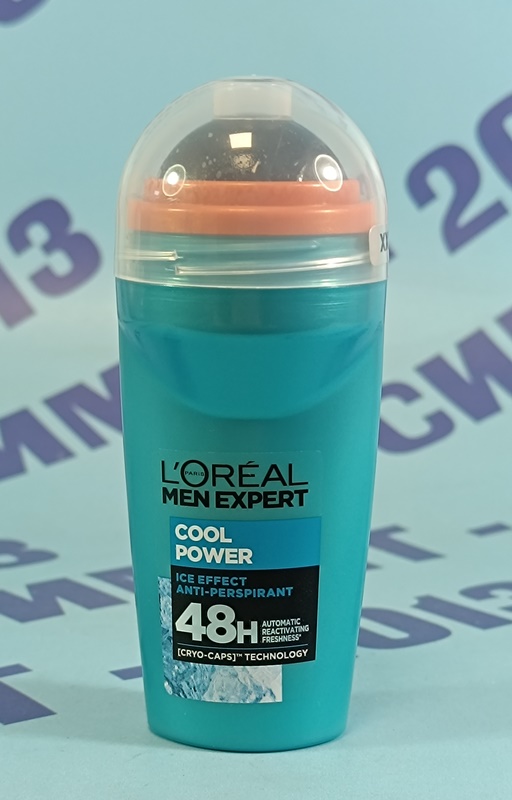 L'ORÉAL
PARIS
MEN EXPERT
COOL
POWER
ICE EFFECT
ANTI-PERSPIRANT
48H
AUTOMATIC
REACTIVATING
FRESHNESS*
[CRYO-CAPS]™ TECHNOLOGY